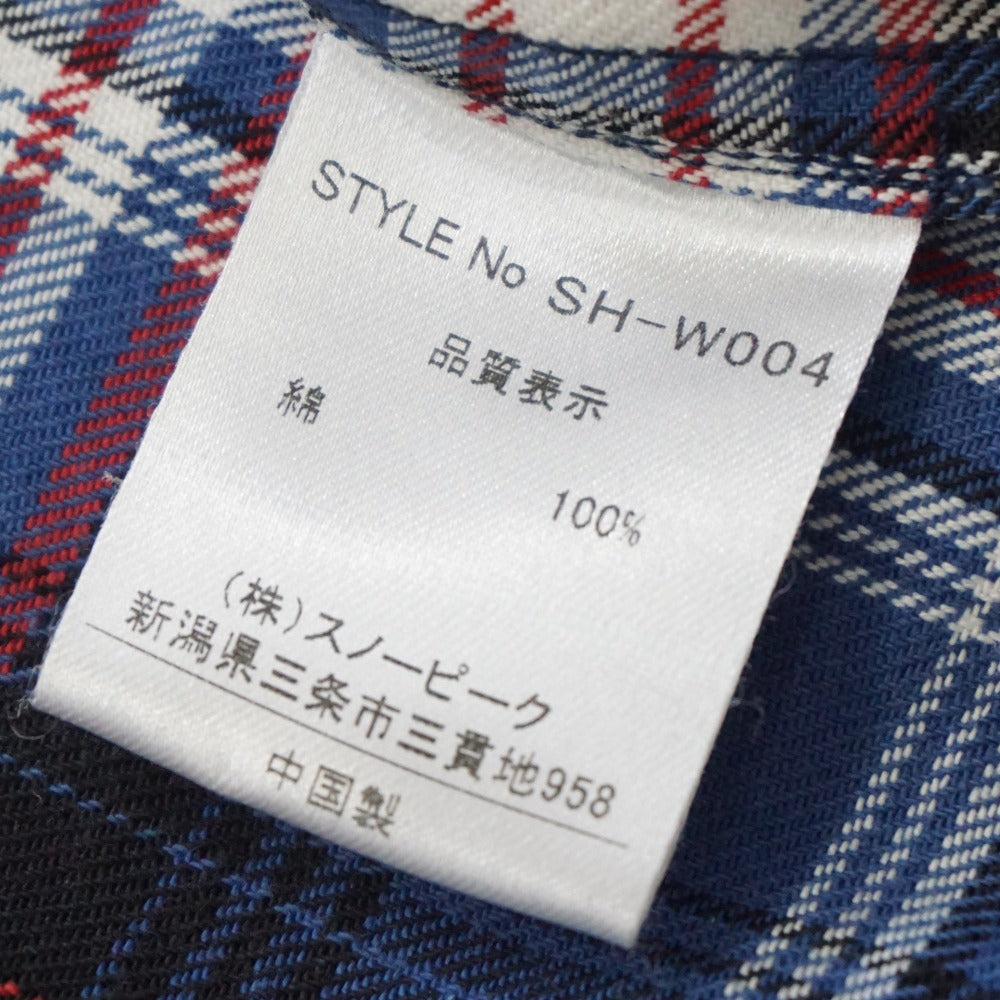 STYLE No SH-W004
品質表示
綿
100%
(株)スノーピーク
新潟県三条市三貫地958
中国製